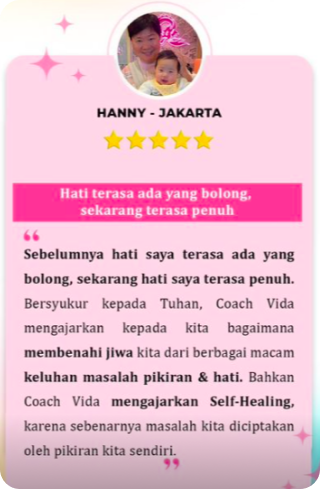 HANNY - JAKARTA
Hati terasa ada yang bolong,
sekarang terasa penuh
“
Sebelumnya hati saya terasa ada yang
bolong, sekarang hati saya terasa penuh.
Bersyukur kepada Tuhan, Coach Vida
mengajarkan kepada kita bagaimana
membenahi jiwa kita dari berbagai macam
keluhan masalah pikiran & hati. Bahkan
Coach Vida mengajarkan Self-Healing,
karena sebenarnya masalah kita diciptakan
oleh pikiran kita sendiri.
”